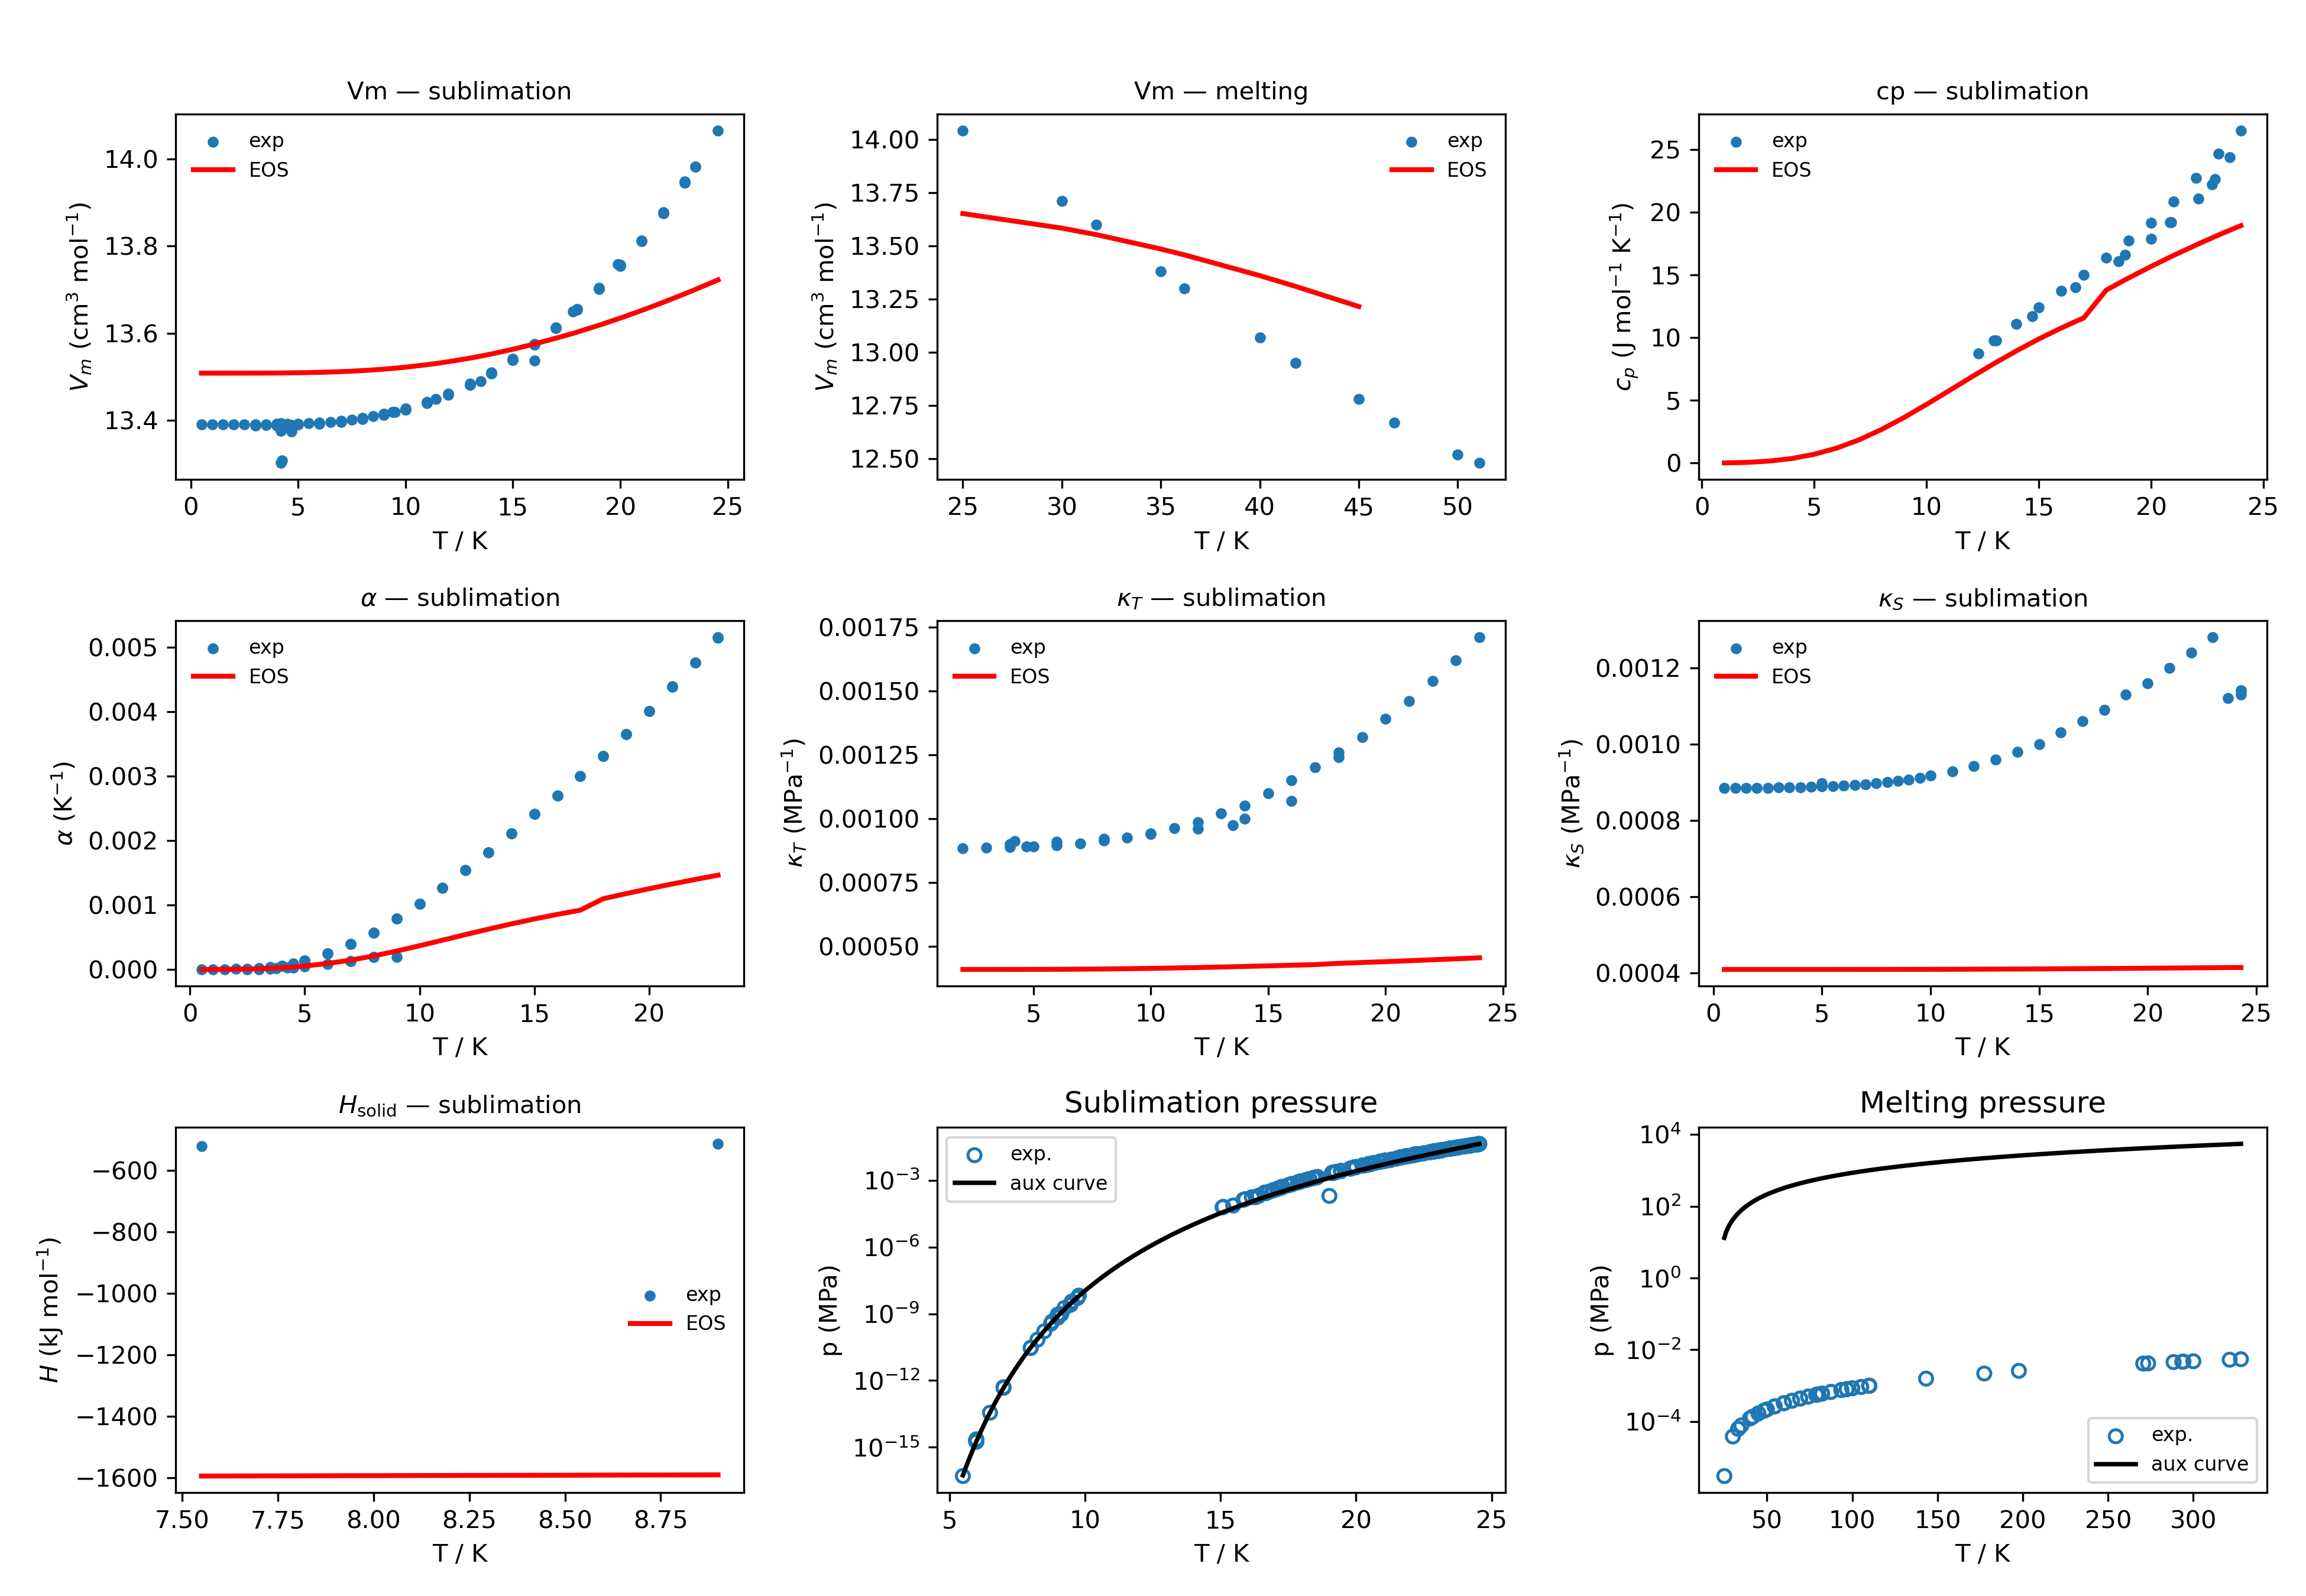 Vm — sublimation
exp
EOS
14.0
13.8
13.6
13.4
V_m (cm³ mol⁻¹)
0 5 10 15 20 25
T / K
Vm — melting
exp
EOS
14.00
13.75
13.50
13.25
13.00
12.75
12.50
V_m (cm³ mol⁻¹)
25 30 35 40 45 50
T / K
cp — sublimation
exp
EOS
25
20
15
10
5
0
c_p (J mol⁻¹ K⁻¹)
0 5 10 15 20 25
T / K
α — sublimation
exp
EOS
0.005
0.004
0.003
0.002
0.001
0.000
α (K⁻¹)
0 5 10 15 20
T / K
κ_T — sublimation
exp
EOS
0.00175
0.00150
0.00125
0.00100
0.00075
0.00050
κ_T (MPa⁻¹)
5 10 15 20 25
T / K
κ_S — sublimation
exp
EOS
0.0012
0.0010
0.0008
0.0006
0.0004
κ_S (MPa⁻¹)
0 5 10 15 20 25
T / K
H_solid — sublimation
exp
EOS
−600
−800
−1000
−1200
−1400
−1600
H (kJ mol⁻¹)
7.50 7.75 8.00 8.25 8.50 8.75
T / K
Sublimation pressure
exp.
aux curve
10⁻³
10⁻⁶
10⁻⁹
10⁻¹²
10⁻¹⁵
p (MPa)
5 10 15 20 25
T / K
Melting pressure
10⁴
10²
10⁰
10⁻²
10⁻⁴
p (MPa)
exp.
aux curve
50 100 150 200 250 300
T / K